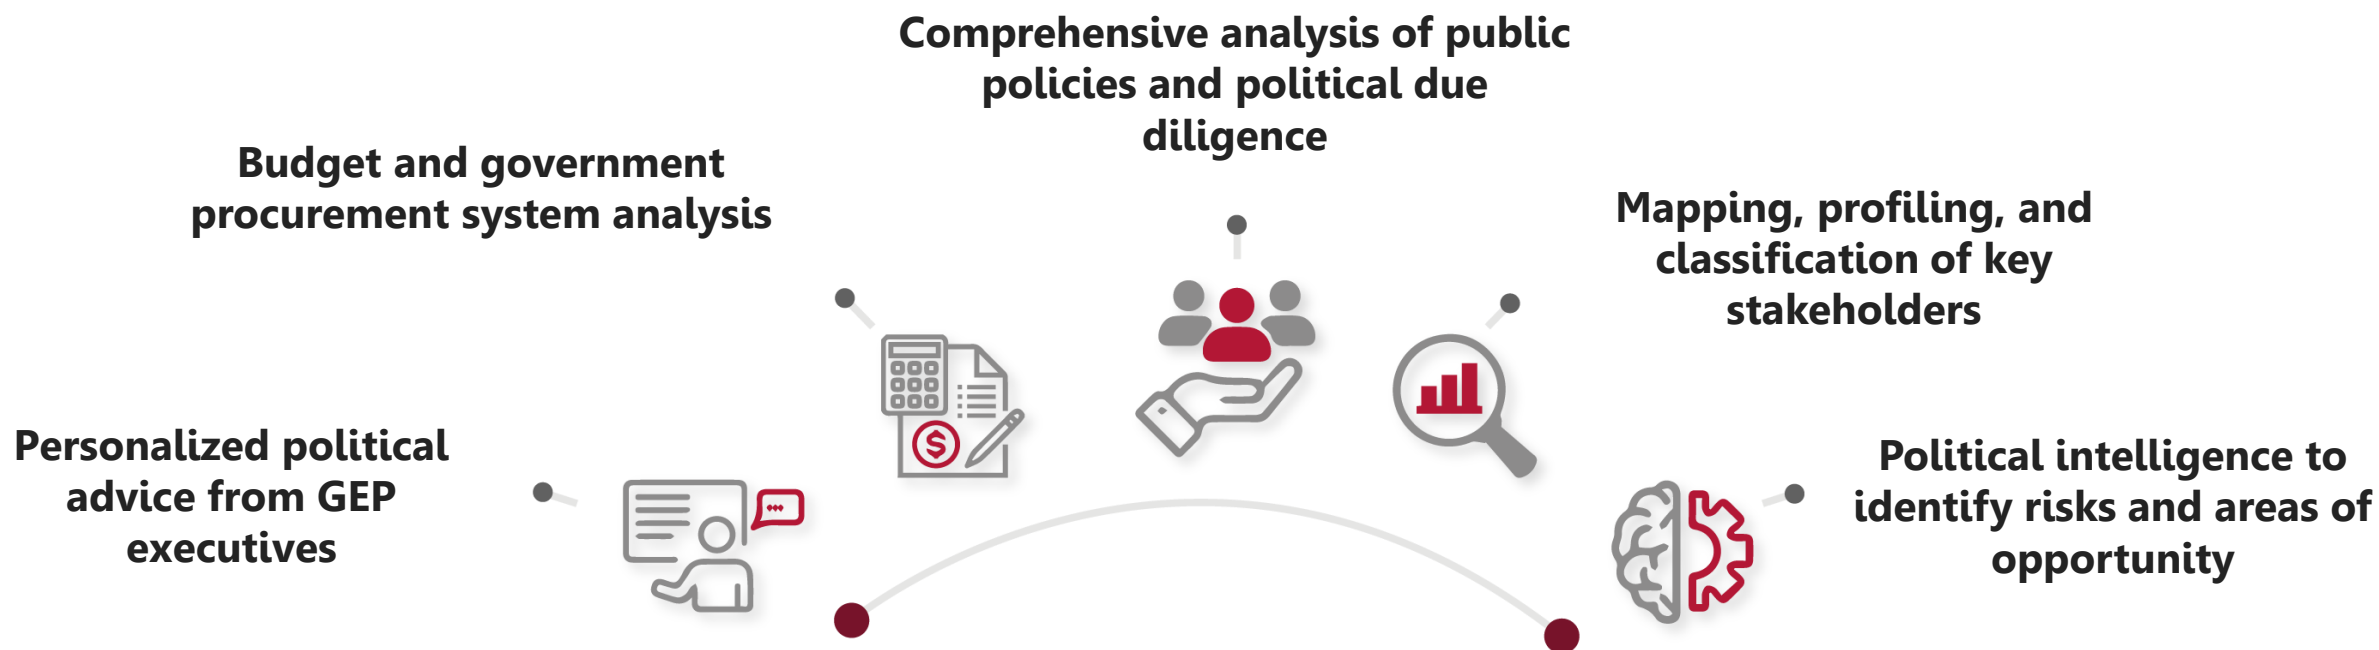 Comprehensive analysis of public
policies and political due
diligence
Budget and government
procurement system analysis
Mapping, profiling, and
classification of key
stakeholders
Personalized political
advice from GEP
executives
Political intelligence to
identify risks and areas of
opportunity
$